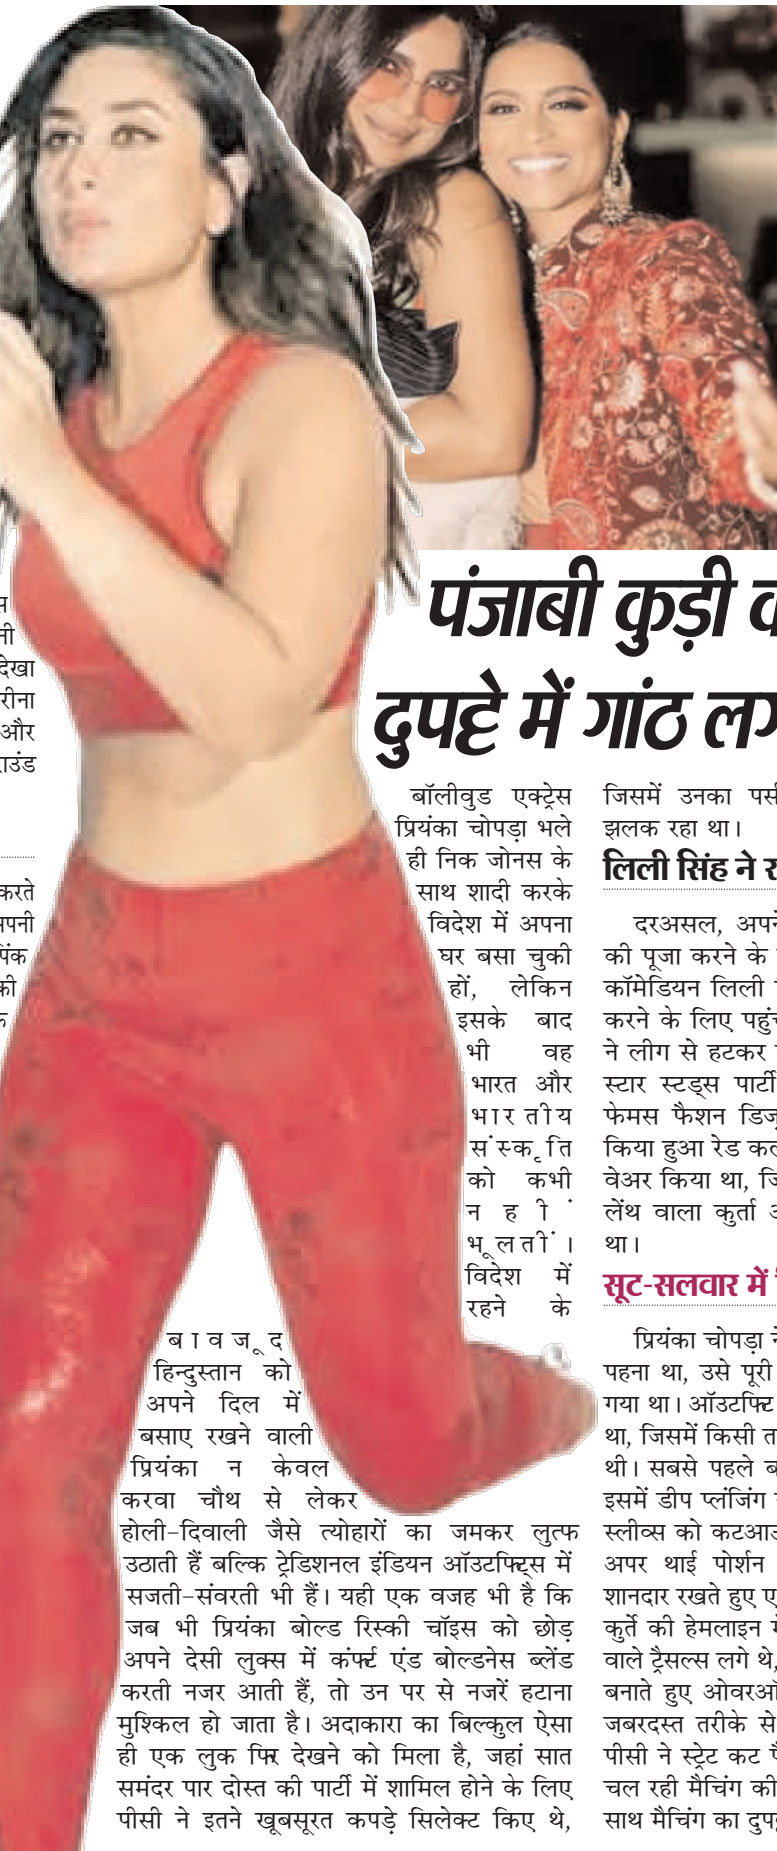 देखा
रीना
और
राउंड
करते
पिंक
की
पंजाबी कुड़ी
दुपट्टे में गांठ
बॉलीवुड एक्ट्रेस
प्रियंका चोपड़ा भले
ही निक जोनस के
साथ शादी करके
विदेश में अपना
घर बसा चुकी
हों, लेकिन
इसके बाद
भी वह
भारत और
भारतीय
संस्कृति
को कभी
नहीं
भूलतीं।
विदेश में
रहने के
बावजूद
हिन्दुस्तान को
अपने दिल में
बसाए रखने वाली
प्रियंका न केवल
करवा चौथ से लेकर
होली-दिवाली जैसे त्योहारों का जमकर लुत्फ
उठाती हैं बल्कि ट्रेडिशनल इंडियन ऑउटफिट्स में
सजती-संवरती भी हैं। यही एक वजह भी है कि
जब भी प्रियंका बोल्ड रिस्की चॉइस को छोड़
अपने देसी लुक्स में कंफर्ट एंड बोल्डनेस ब्लेंड
करती नजर आती हैं, तो उन पर से नजरें हटाना
मुश्किल हो जाता है। अदाकारा का बिल्कुल ऐसा
ही एक लुक फिर देखने को मिला है, जहां सात
समंदर पार दोस्त की पार्टी में शामिल होने के लिए
पीसी ने इतने खूबसूरत कपड़े सिलेक्ट किए थे,
जिसमें उनका
झलक रहा था।
लिली सिंह ने
दरअसल,
की पूजा करने के
कॉमेडियन लिली
करने के लिए
ने लीग से हटकर
स्टार स्टड्स पार्टी
फेमस फैशन
किया हुआ रेड
वेअर किया था,
लेंथ वाला कुर्ता
था।
सूट-सलवार में
प्रियंका चोपड़ा
पहना था, उसे पूरी
गया था। ऑउटफिट
था, जिसमें किसी
थी। सबसे पहले
इसमें डीप प्लंजिंग
स्लीव्स को
अपर थाई पोर्शन
शानदार रखते हुए
कुर्ते की हेमलाइन
वाले ट्रैसल्स लगे थे,
बनाते हुए
जबरदस्त तरीके से
पीसी ने स्ट्रेट कट
चल रही मैचिंग की
साथ मैचिंग का